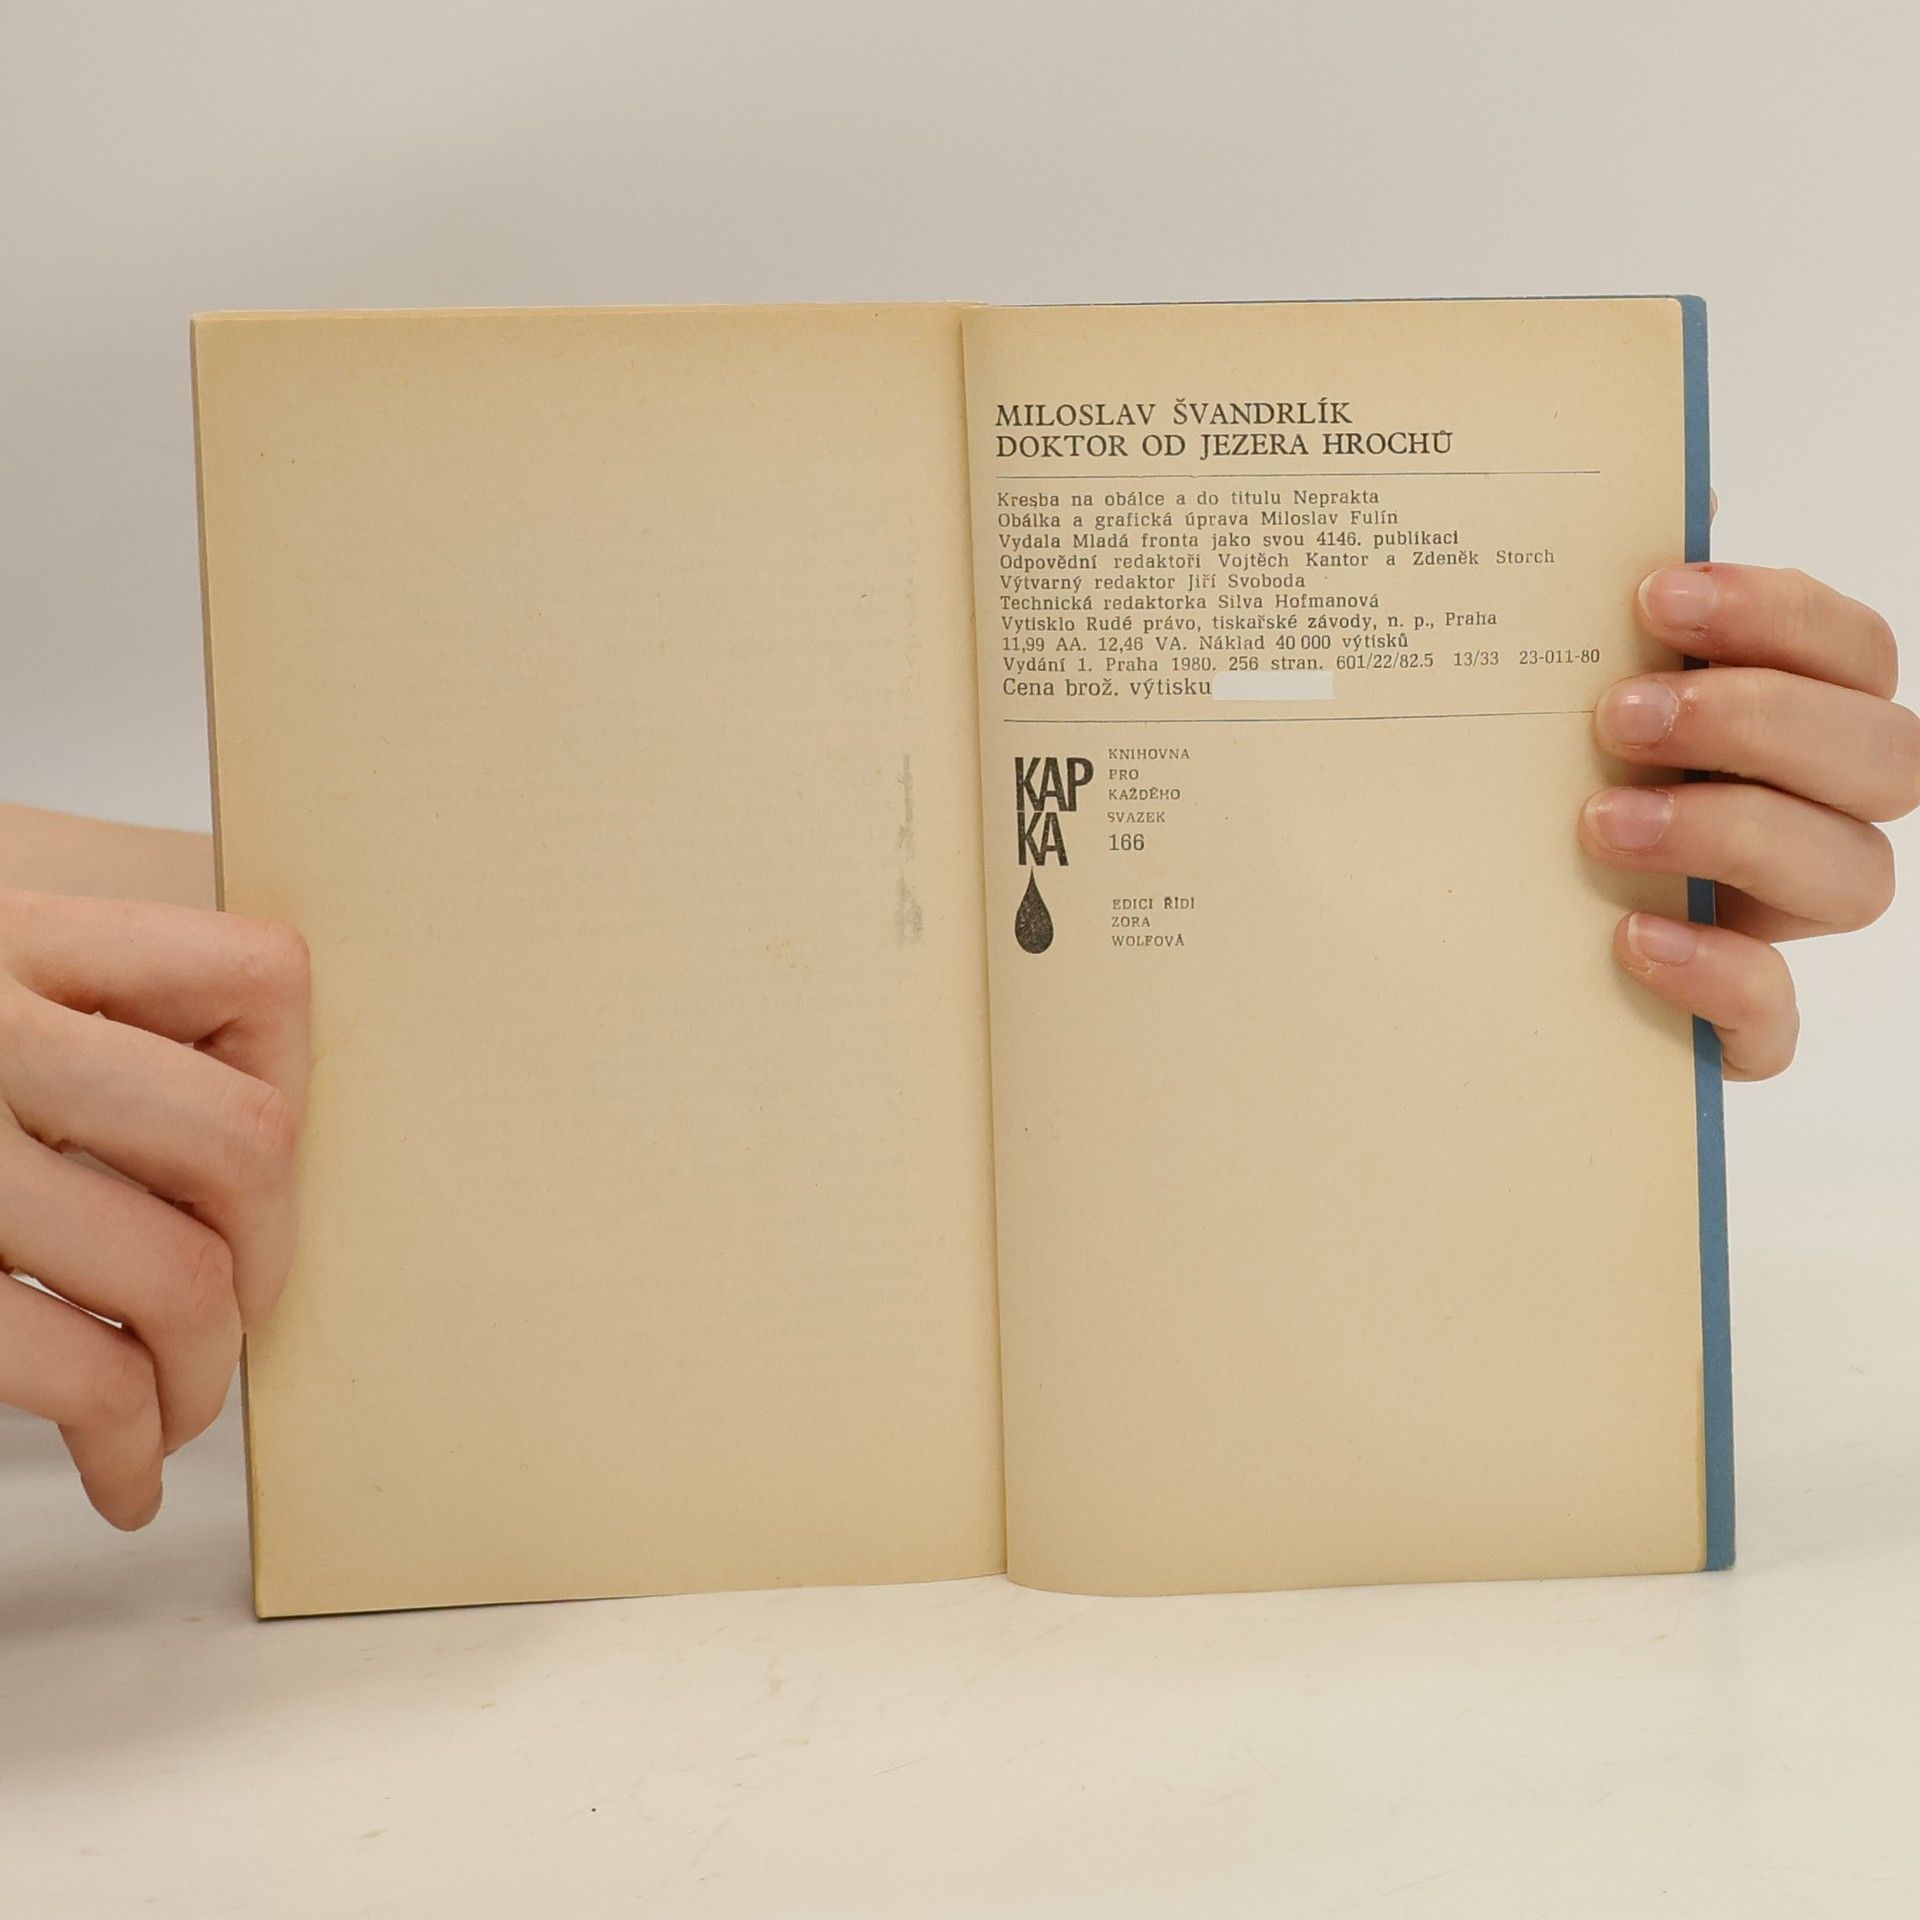 MILOSLAV ŠVANDRLÍK
DOKTOR OD JEZERA HROCHŮ
Kresba na obálce a do titulu Neprakta
Obálka a grafická úprava Miloslav Fulín
Vydala Mladá fronta jako svou 4146. publikaci
Odpovědní redaktoři Vojtěch Kantor a Zdeněk Storch
Výtvarný redaktor Jiří Svoboda
Technická redaktorka Silva Hofmanová
Vytisklo Rudé právo, tiskařské závody, n. p., Praha
11,99 AA. 12,46 VA. Náklad 40 000 výtisků
Vydání 1. Praha 1980. 256 stran. 601/22/82.5 13/33 23-011-80
Cena brož. výtisku
KAP
KA
KNIHOVNA
PRO
KAŽDÉHO
SVAZEK
166
EDICI ŘÍDÍ
ZORA
WOLFOVÁ